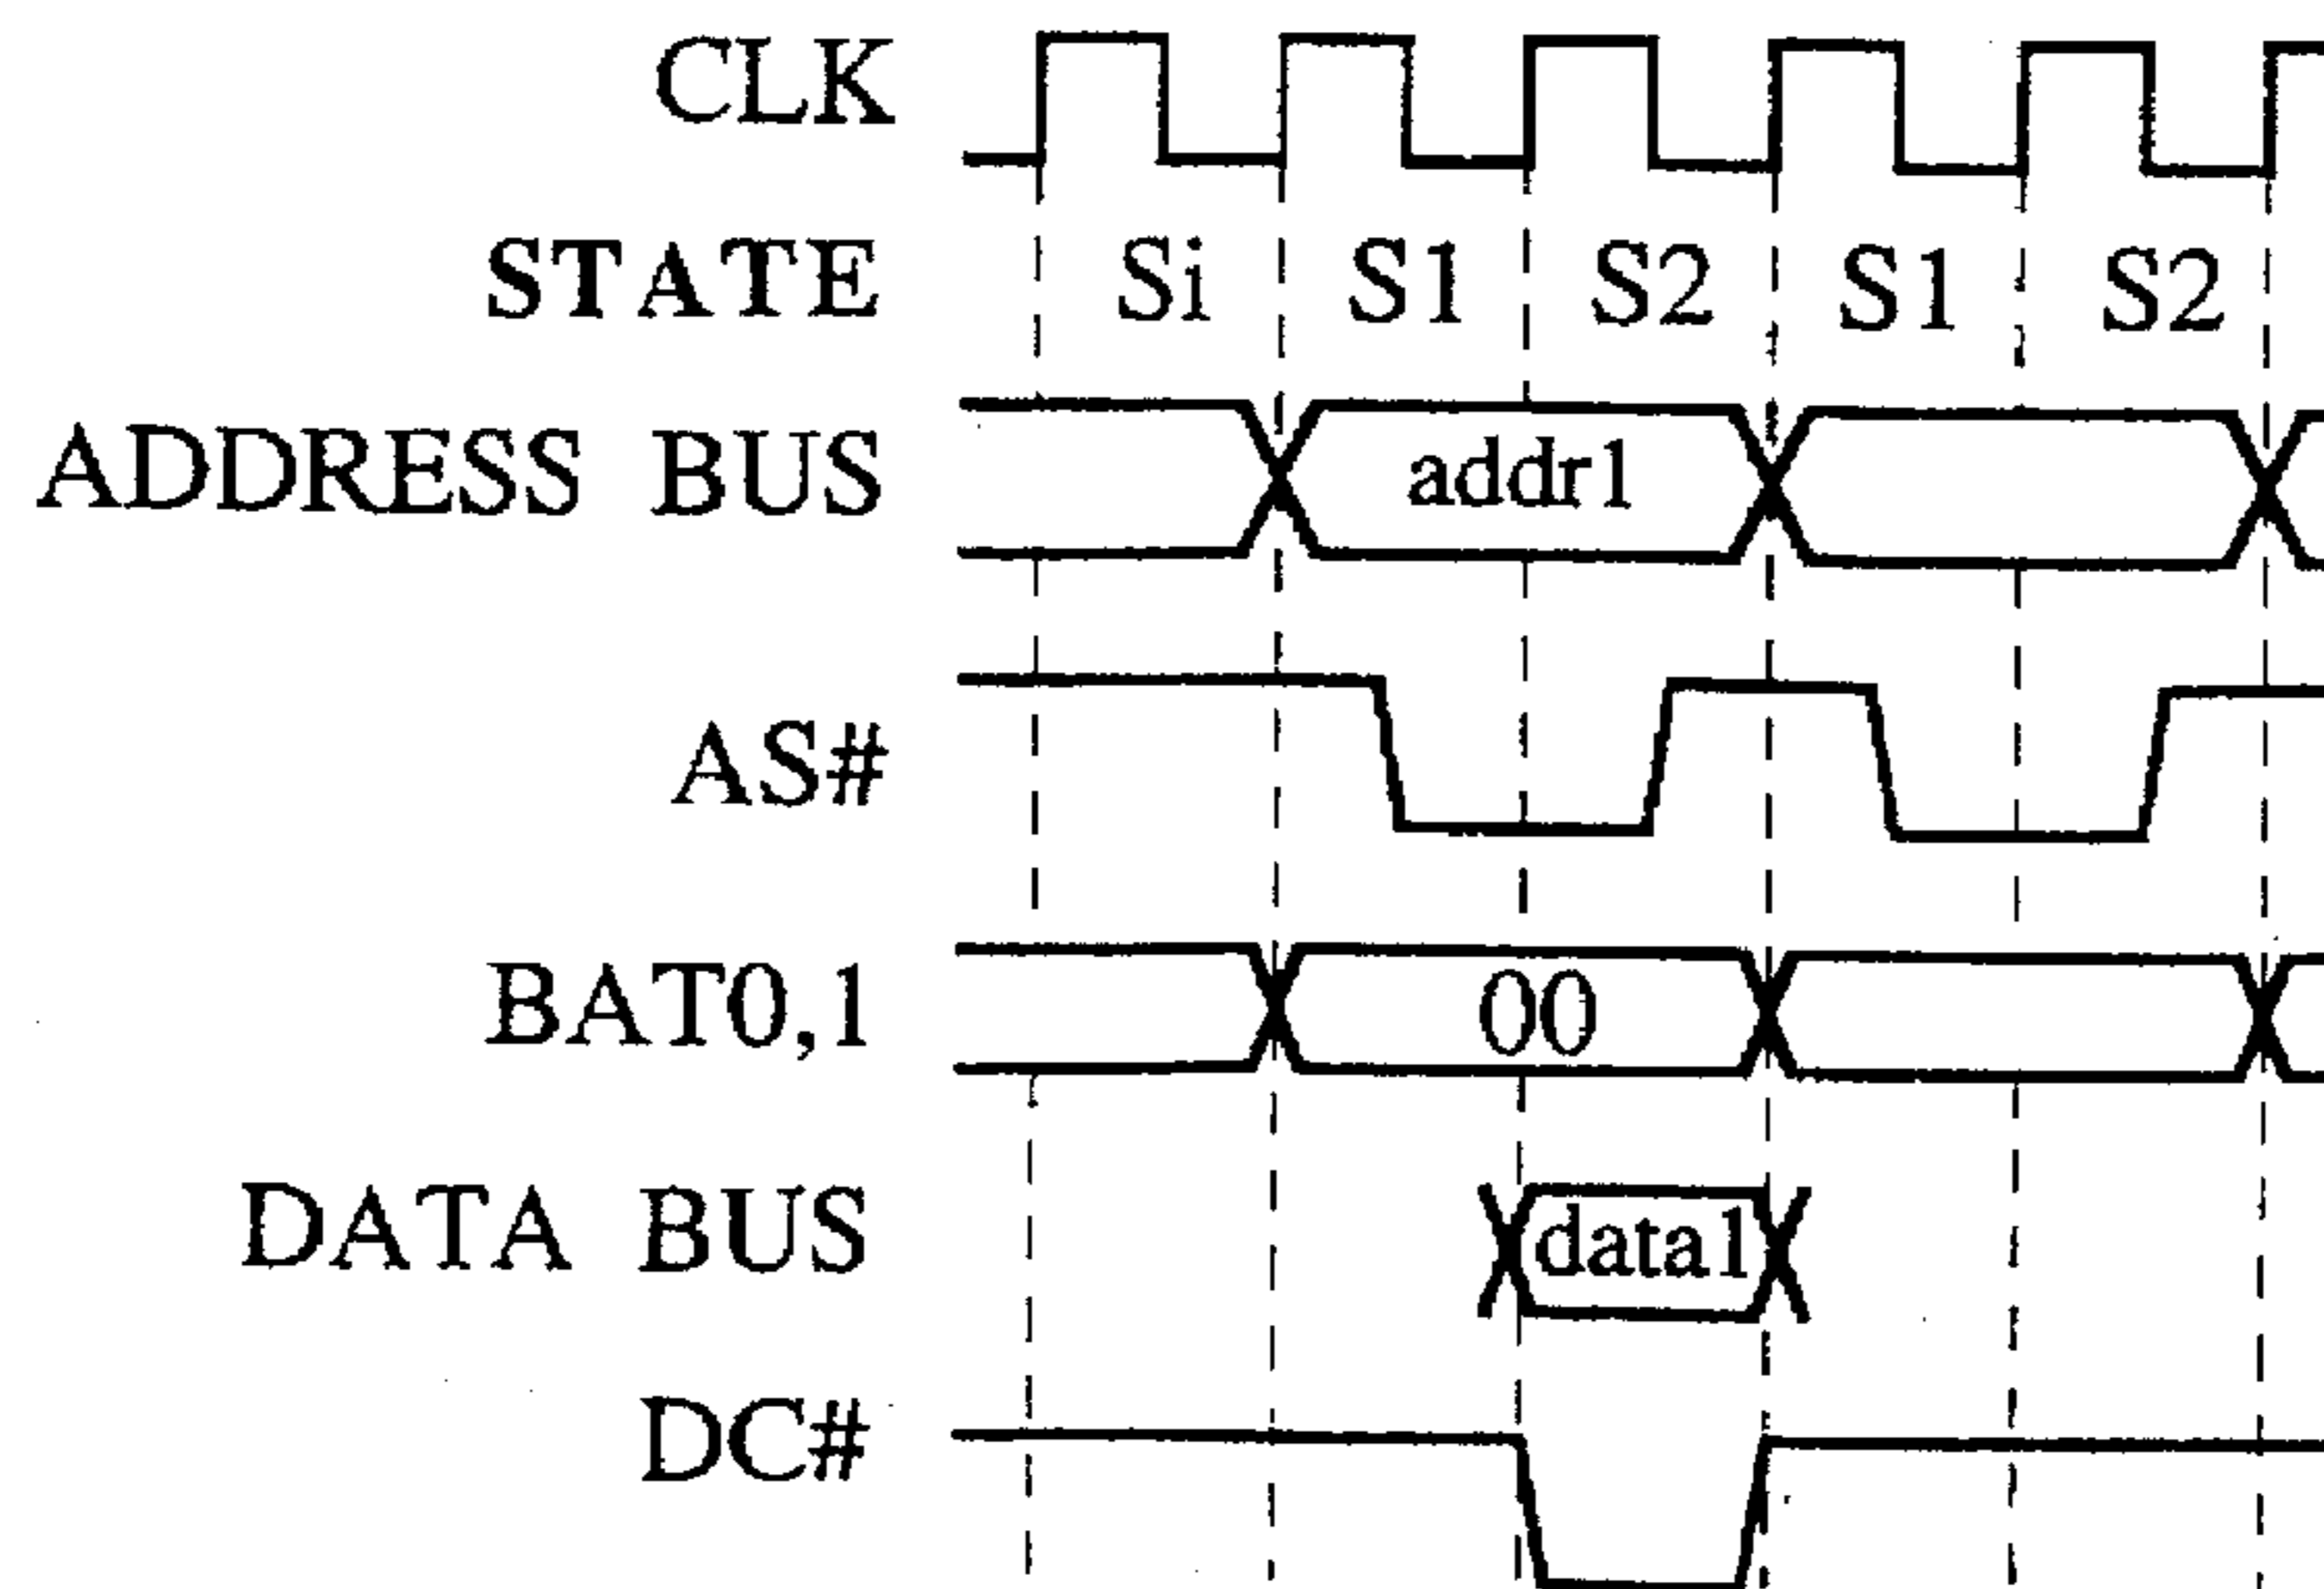 CLK
STATE Si S1 S2 S1 S2
ADDRESS BUS addr1
AS#
BAT0,1 00
DATA BUS data1
DC#